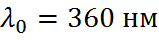 λ₀ = 360 нм